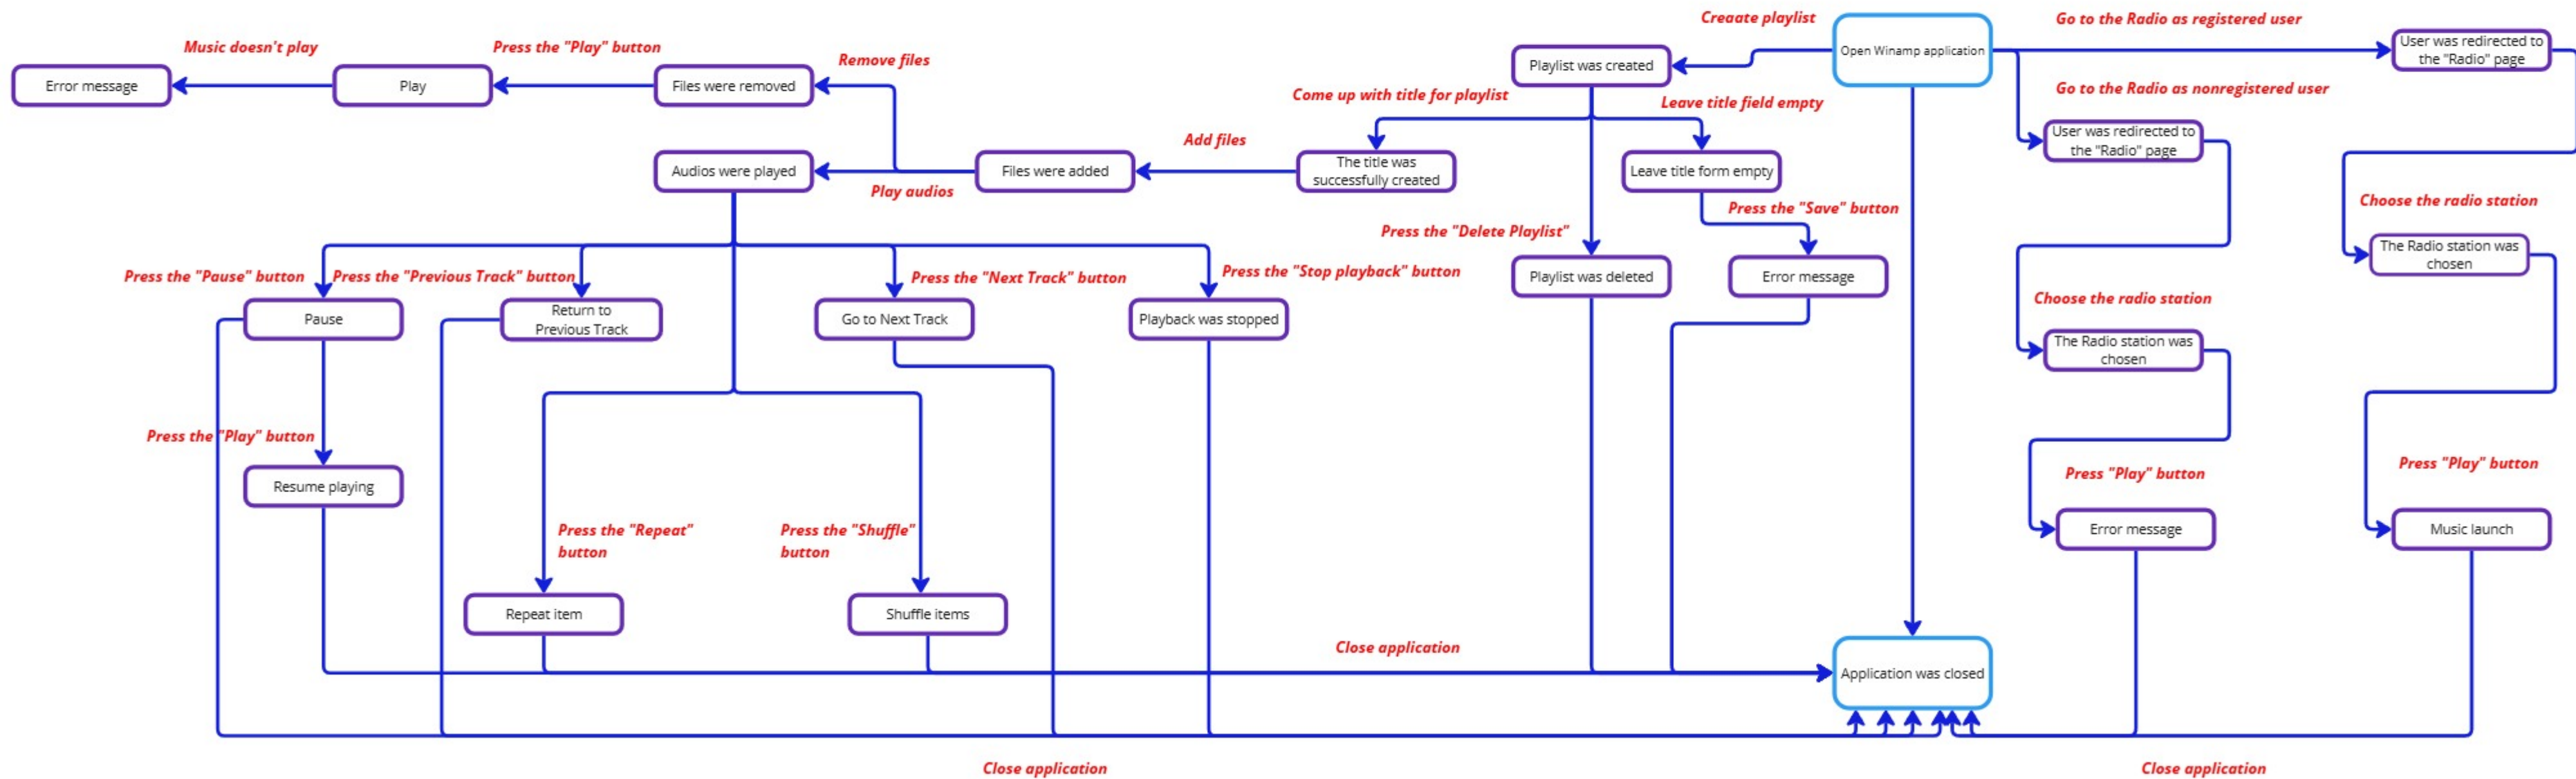 Creaate playlist
Go to the Radio as registered user
Open Winamp application
User was redirected to
the "Radio" page
Music doesn't play
Press the "Play" button
Remove files
Playlist was created
Error message
Play
Files were removed
Come up with title for playlist
Leave title field empty
Go to the Radio as nonregistered user
User was redirected to
the "Radio" page
Add files
Audios were played
Files were added
The title was
successfully created
Leave title form empty
Play audios
Press the "Save" button
Choose the radio station
Press the "Delete Playlist"
The Radio station was
chosen
Press the "Pause" button
Press the "Previous Track" button
Press the "Next Track" button
Press the "Stop playback" button
Playlist was deleted
Error message
Choose the radio station
Pause
Return to
Previous Track
Go to Next Track
Playback was stopped
The Radio station was
chosen
Press the "Play" button
Press "Play" button
Press "Play" button
Resume playing
Press the "Repeat"
button
Press the "Shuffle"
button
Error message
Music launch
Repeat item
Shuffle items
Close application
Application was closed
Close application
Close application